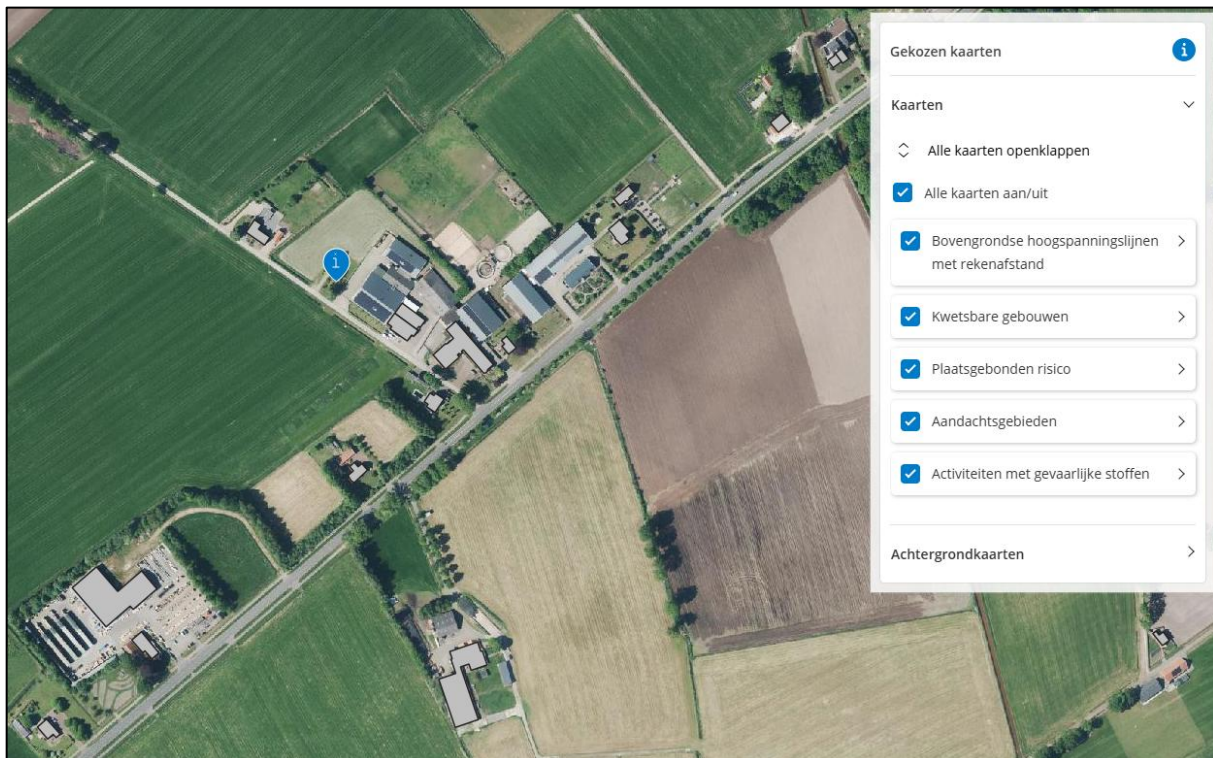 Gekozen kaarten
i
Kaarten
Alle kaarten openklappen
Alle kaarten aan/uit
Bovengrondse hoogspanningslijnen
met rekenafstand
Kwetsbare gebouwen
Plaatsgebonden risico
Aandachtsgebieden
Activiteiten met gevaarlijke stoffen
Achtergrondkaarten
i